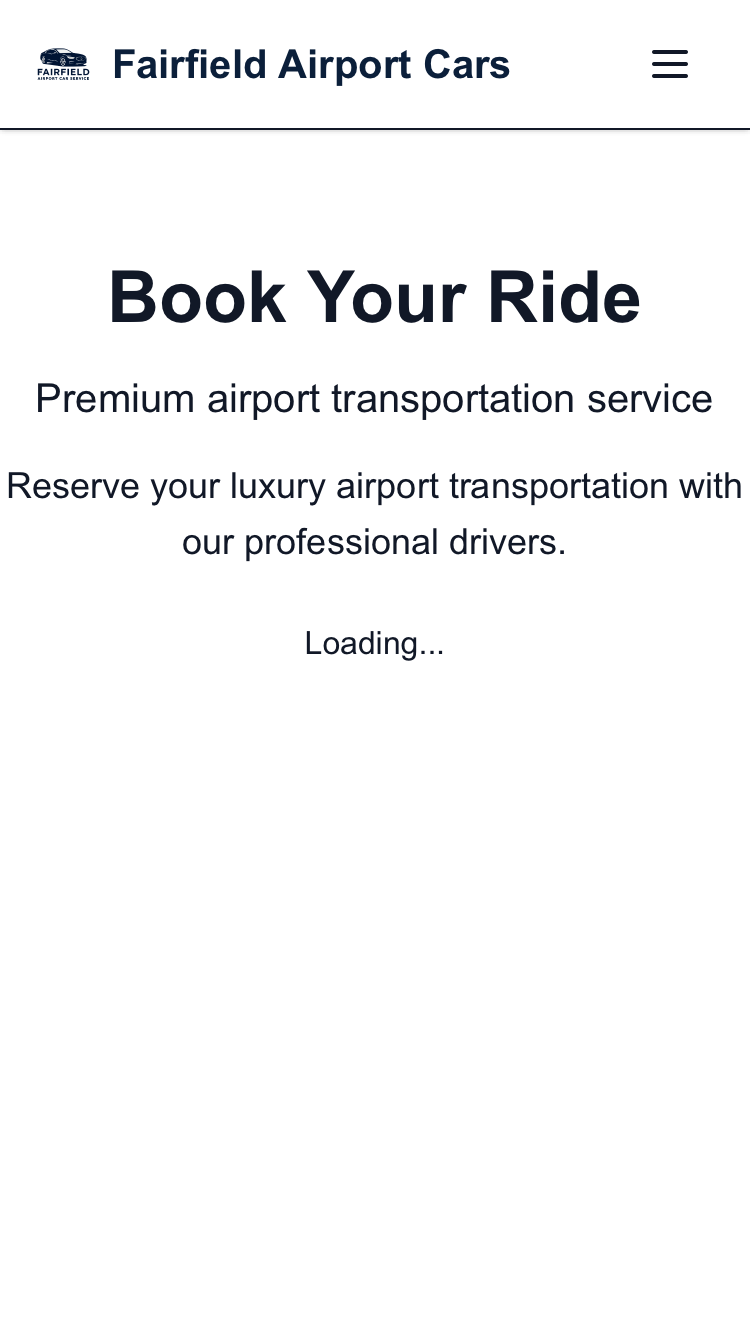 FAIRFIELD
AIRPORT CAR SERVICE
Fairfield Airport Cars
Book Your Ride
Premium airport transportation service
Reserve your luxury airport transportation with
our professional drivers.
Loading...